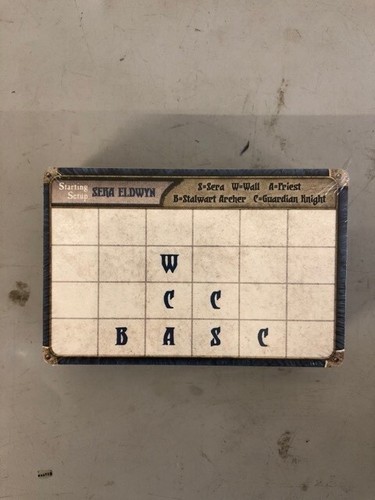 Starting
Setup
SERA ELDWYN
S=Sera W=Wall A=Priest
B=Stalwart Archer C=Guardian Knight
W
C C
B A S C